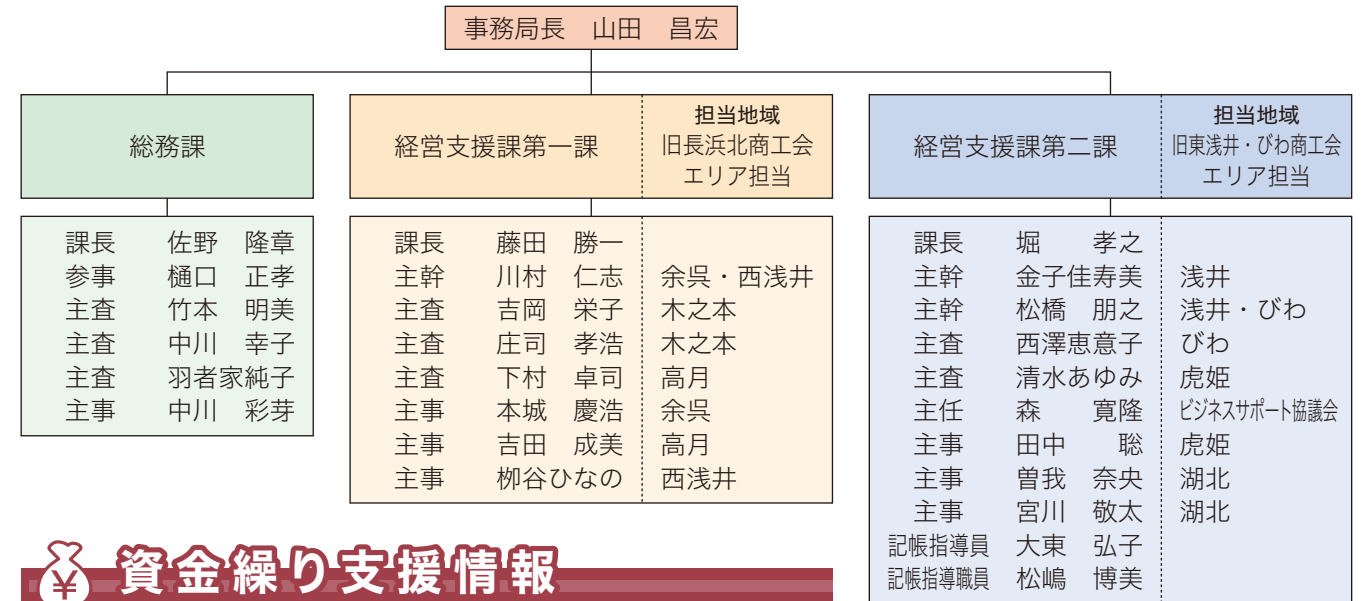 事務局長　山田　昌宏
総務課
課長　佐野　隆章
参事　樋口　正孝
主査　竹本　明美
主査　中川　幸子
主査　羽者家純子
主事　中川　彩芽
経営支援課第一課
担当地域
旧長浜北商工会
エリア担当
課長　藤田　勝一
主幹　川村　仁志　余呉・西浅井
主査　吉岡　栄子　木之本
主査　庄司　孝浩　木之本
主査　下村　卓司　高月
主事　本城　慶浩　余呉
主事　吉田　成美　高月
主事　栁谷ひなの　西浅井
経営支援課第二課
担当地域
旧東浅井・びわ商工会
エリア担当
課長　堀　孝之
主幹　金子佳寿美　浅井
主幹　松橋　朋之　浅井・びわ
主査　西澤恵意子　びわ
主査　清水あゆみ　虎姫
主任　森　寛隆　ビジネスサポート協議会
主事　田中　聡　虎姫
主事　曽我　奈央　湖北
主事　宮川　敬太　湖北
記帳指導員　大東　弘子
記帳指導職員　松嶋　博美
¥ 資金繰り支援情報